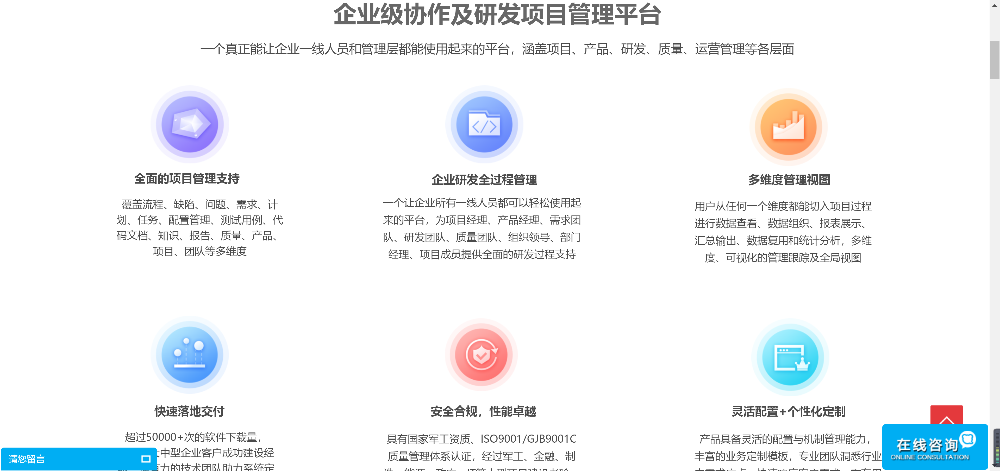 企业级协作及研发项目管理平台
一个真正能让企业一线人员和管理层都能使用起来的平台，涵盖项目、产品、研发、质量、运营管理等各层面
全面的项目管理支持
覆盖流程、缺陷、问题、需求、计
划、任务、配置管理、测试用例、代
码文档、知识、报告、质量、产品、
项目、团队等多维度
企业研发全过程管理
一个让企业所有一线人员都可以轻松使用起
来的平台，为项目经理、产品经理、需求团
队、研发团队、质量团队、组织领导、部门
经理、项目成员提供全面的研发过程支持
多维度管理视图
用户从任何一个维度都能切入项目过程
进行数据查看、数据组织、报表展示、
汇总输出、数据复用和统计分析，多维
度、可视化的管理跟踪及全局视图
快速落地交付
超过50000+次的软件下载量，
中型企业客户成功建设经
力的技术团队助力系统定
安全合规，性能卓越
具有国家军工资质、ISO9001/GJB9001C
质量管理体系认证，经过军工、金融、制
灵活配置+个性化定制
产品具备灵活的配置与机制管理能力，
丰富的业务定制模板，专业团队洞悉行业
请您留言
在线咨询
ONLINE CONSULTATION